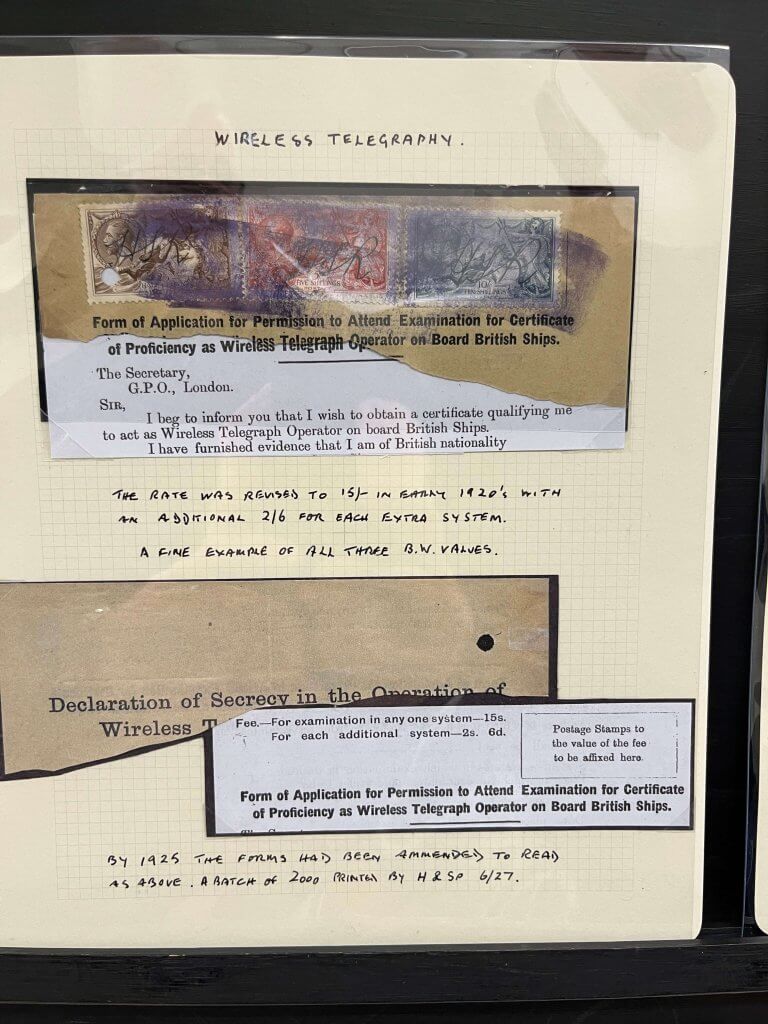 WIRELESS TELEGRAPHY.
FIVE SHILLINGS
10/-
TEN SHILLINGS
Form of Application for Permission to Attend Examination for Certificate
of Proficiency as Wireless Telegraph Operator on Board British Ships.
The Secretary,
G.P.O., London.
SIR,
I beg to inform you that I wish to obtain a certificate qualifying me
to act as Wireless Telegraph Operator on board British Ships.
I have furnished evidence that I am of British nationality
THE RATE WAS REVISED TO 15/- IN EARLY 1920's WITH
AN ADDITIONAL 2/6 FOR EACH EXTRA SYSTEM.
A FINE EXAMPLE OF ALL THREE B.W. VALUES.
Declaration of Secrecy in the Operation of
Wireless T
Fee.—For examination in any one system—15s.
For each additional system—2s. 6d.
Postage Stamps to
the value of the fee
to be affixed here.
Form of Application for Permission to Attend Examination for Certificate
of Proficiency as Wireless Telegraph Operator on Board British Ships.
BY 1925 THE FORMS HAD BEEN AMMENDED TO READ
AS ABOVE. A BATCH OF 2000 PRINTED BY H & SP 6/27.